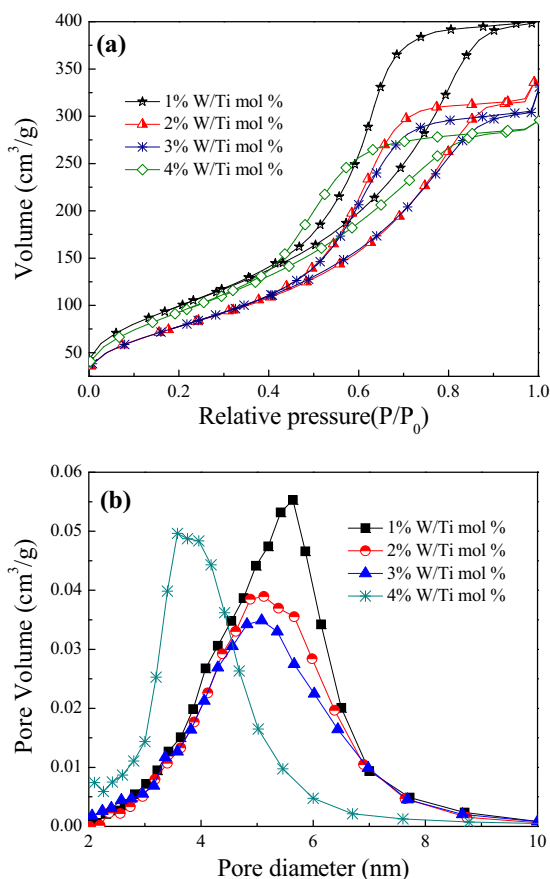 (a)
400
350
300
250
200
150
100
50
Volume (cm³/g)
1% W/Ti mol %
2% W/Ti mol %
3% W/Ti mol %
4% W/Ti mol %
0.0 0.2 0.4 0.6 0.8 1.0
Relative pressure(P/P₀)
(b)
0.06
0.05
0.04
0.03
0.02
0.01
0.00
Pore Volume (cm³/g)
1% W/Ti mol %
2% W/Ti mol %
3% W/Ti mol %
4% W/Ti mol %
2 4 6 8 10
Pore diameter (nm)